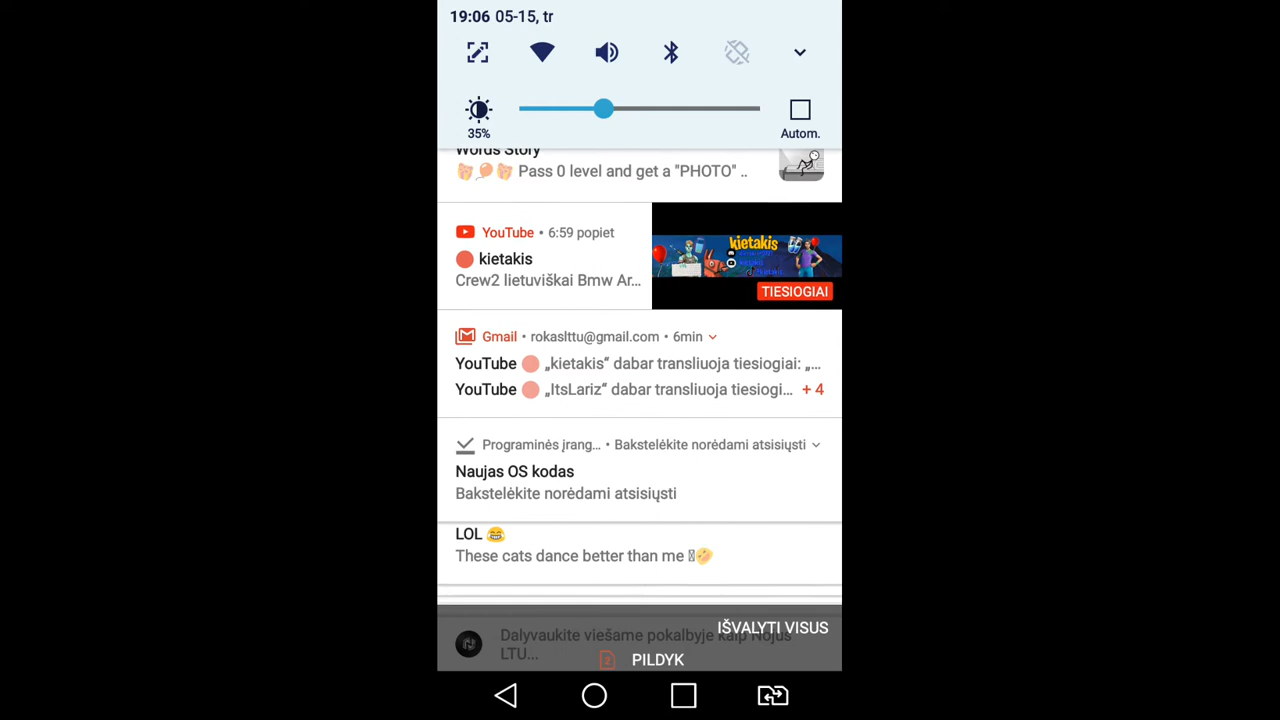 19:06 05-15, tr
35%
Autom.
Words Story
Pass 0 level and get a "PHOTO" ..
YouTube • 6:59 popiet
kietakis
Crew2 lietuviškai Bmw Ar...
kietakis
TIESIOGIAI
Gmail • rokaslttu@gmail.com • 6min
YouTube 🔴 „kietakis“ dabar transliuoja tiesiogiai: „...
YouTube 🔴 „ItsLariz“ dabar transliuoja tiesiogi... + 4
Programinės įrang... • Bakstelėkite norėdami atsisiųsti
Naujas OS kodas
Bakstelėkite norėdami atsisiųsti
LOL 😂
These cats dance better than me
IŠVALYTI VISUS
Dalyvaukite viešame pokalbyje kaip Nojus
LTU...
2 PILDYK